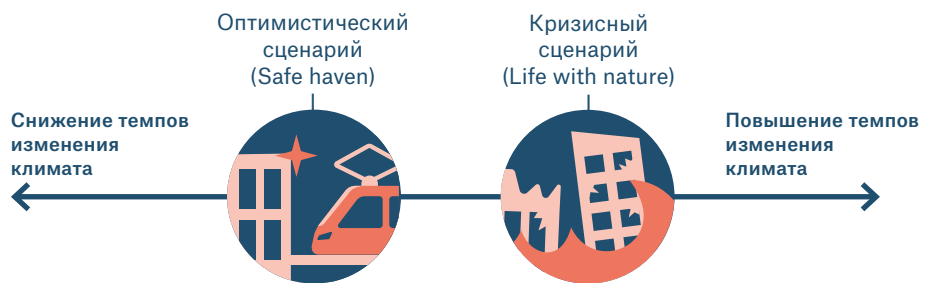 Оптимистический
сценарий
(Safe haven)
Кризисный
сценарий
(Life with nature)
Снижение темпов
изменения
климата
Повышение темпов
изменения
климата